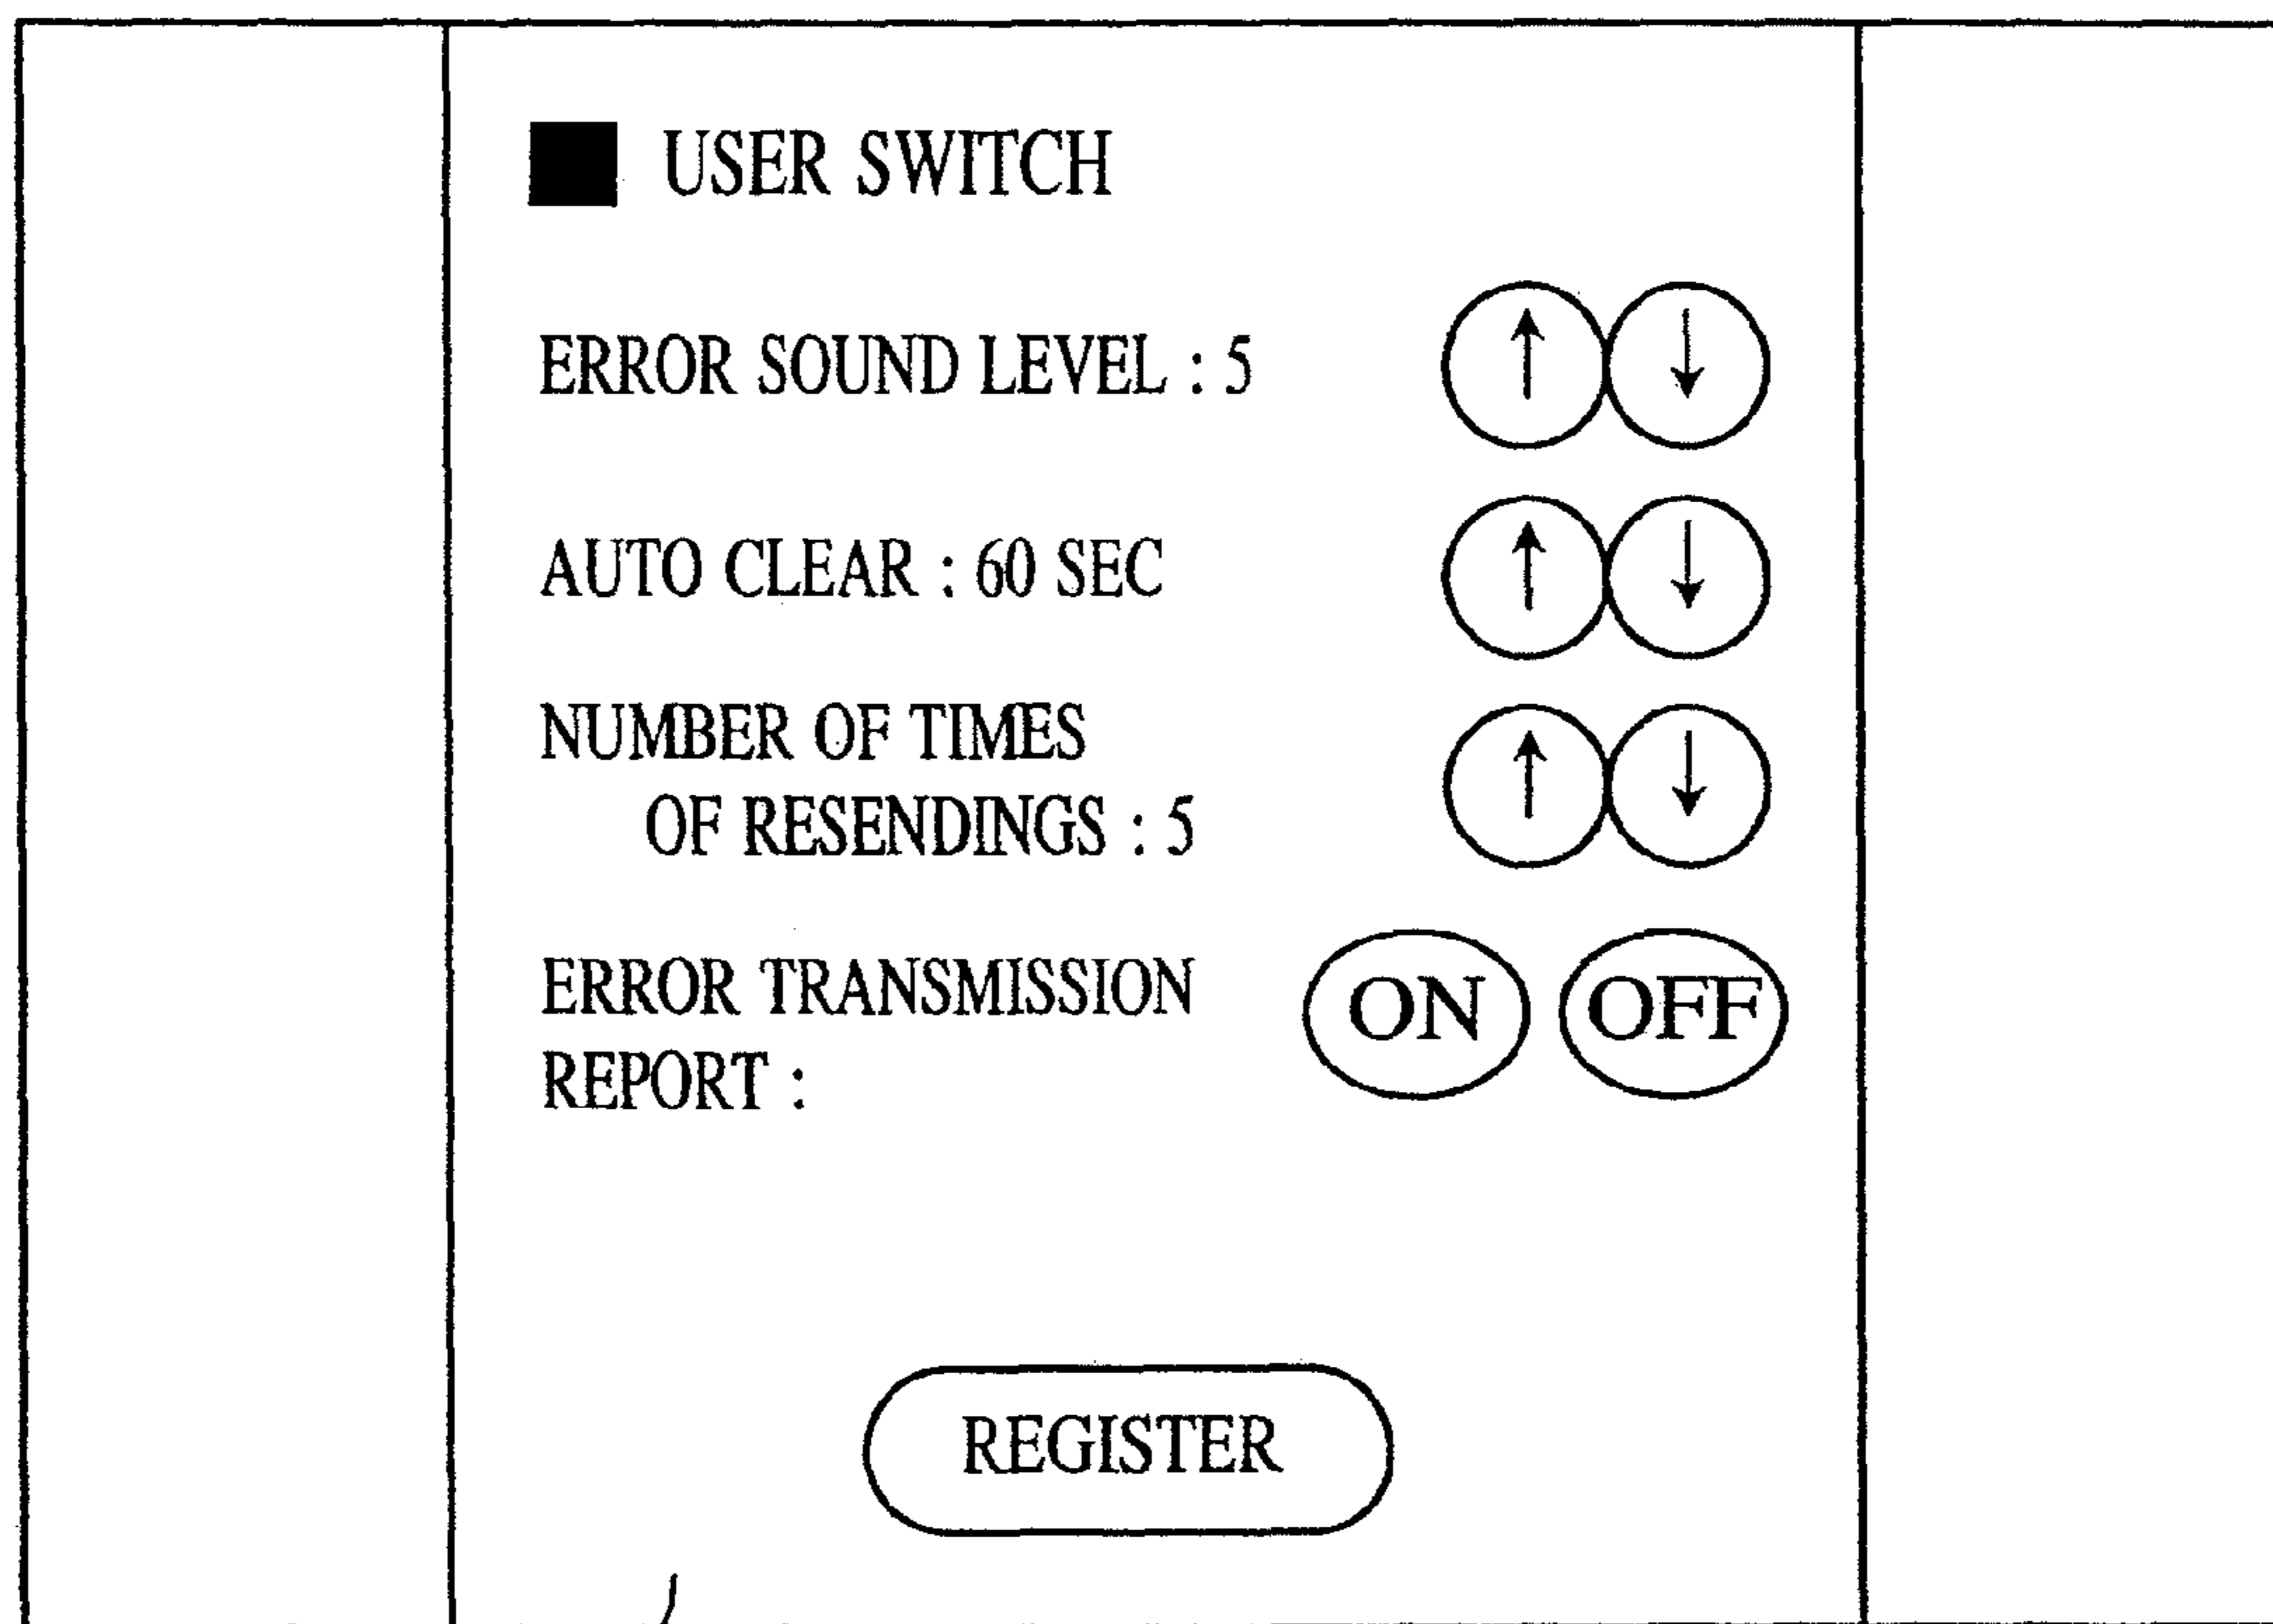 ■ USER SWITCH
ERROR SOUND LEVEL : 5 ↑ ↓
AUTO CLEAR : 60 SEC ↑ ↓
NUMBER OF TIMES
OF RESENDINGS : 5 ↑ ↓
ERROR TRANSMISSION ON OFF
REPORT :
REGISTER